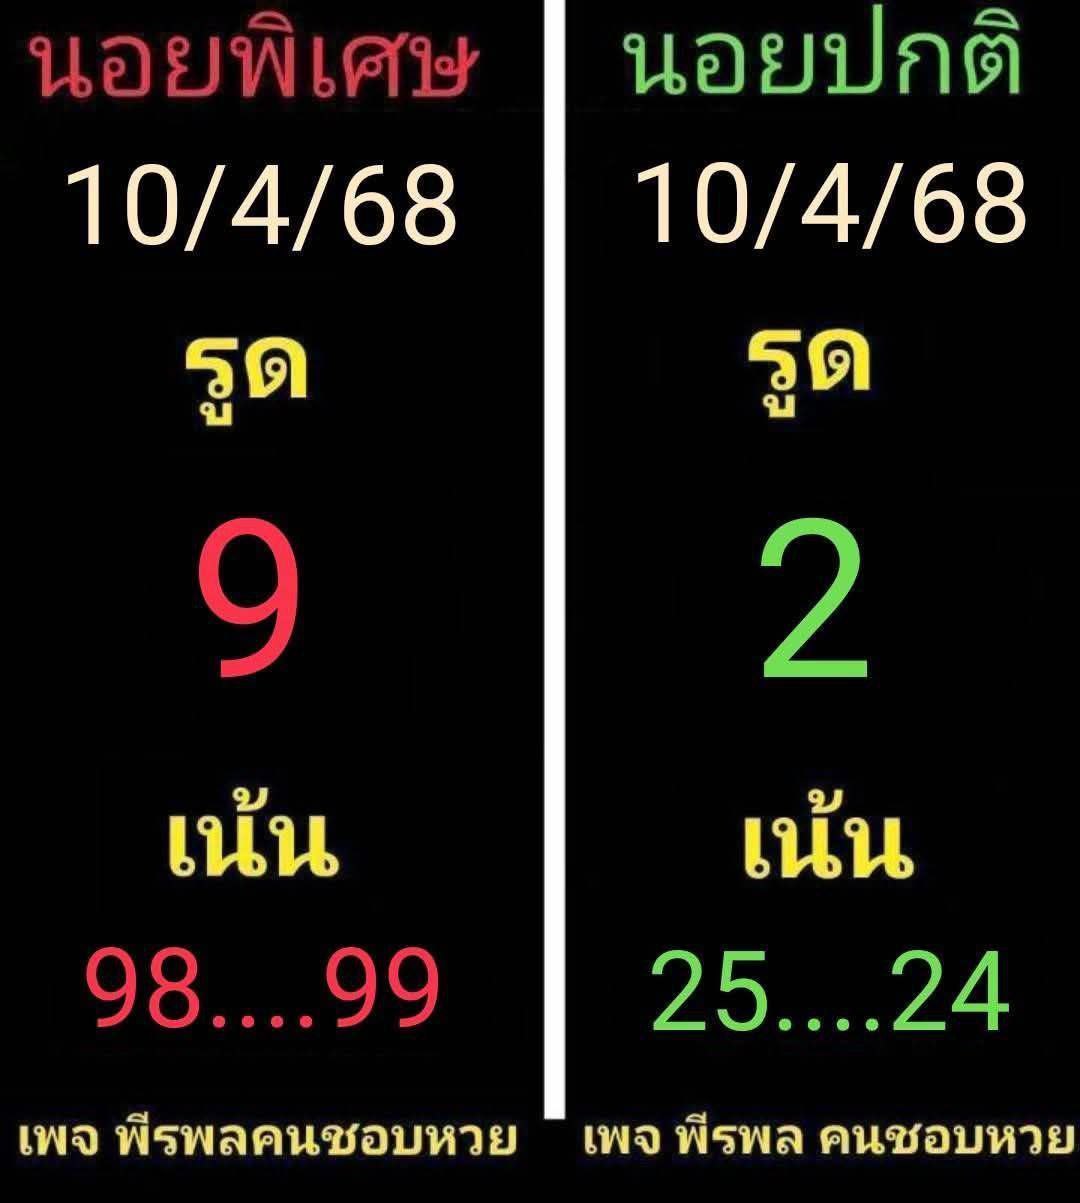 นอยพิเศษ
10/4/68
รูด
9
เน้น
98....99
เพจ พีรพลคนชอบหวย
นอยปกติ
10/4/68
รูด
2
เน้น
25....24
เพจ พีรพล คนชอบหวย